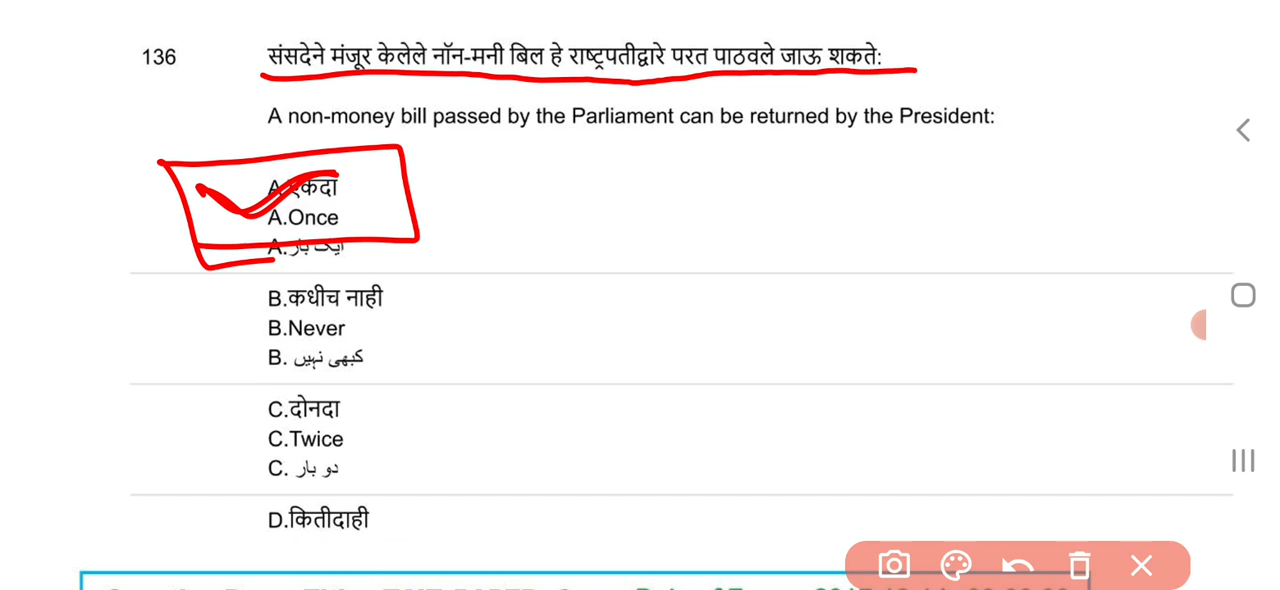 136
संसदेने मंजूर केलेले नॉन-मनी बिल हे राष्ट्रपतीद्वारे परत पाठवले जाऊ शकते:
A non-money bill passed by the Parliament can be returned by the President:
A.एकदा
A.Once
A.ایک بار
B.कधीच नाही
B.Never
B. کبھی نہیں
C.दोनदा
C.Twice
C. دو بار
D.कितीदाही